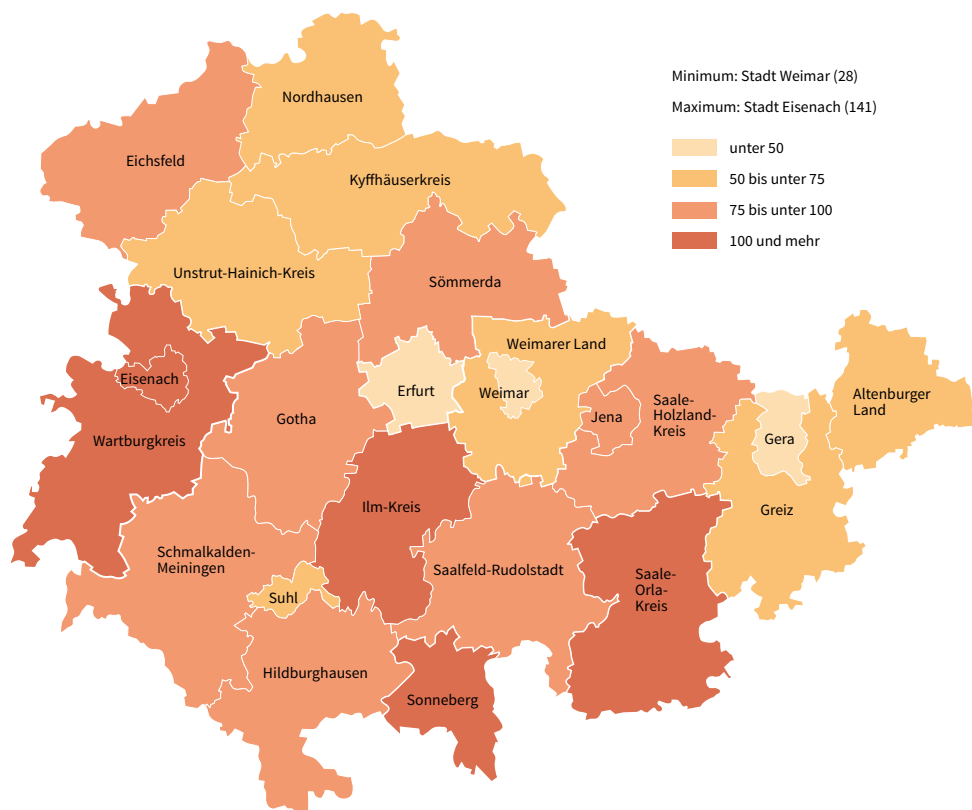 Minimum: Stadt Weimar (28)
Maximum: Stadt Eisenach (141)
unter 50
50 bis unter 75
75 bis unter 100
100 und mehr
Nordhausen
Eichsfeld
Kyffhäuserkreis
Unstrut-Hainich-Kreis
Sömmerda
Weimarer Land
Eisenach
Erfurt
Weimar
Altenburger
Land
Saale-
Holzland-
Kreis
Gotha
Jena
Wartburgkreis
Gera
Ilm-Kreis
Greiz
Schmalkalden-
Meiningen
Saalfeld-Rudolstadt
Saale-
Orla-
Kreis
Suhl
Hildburghausen
Sonneberg